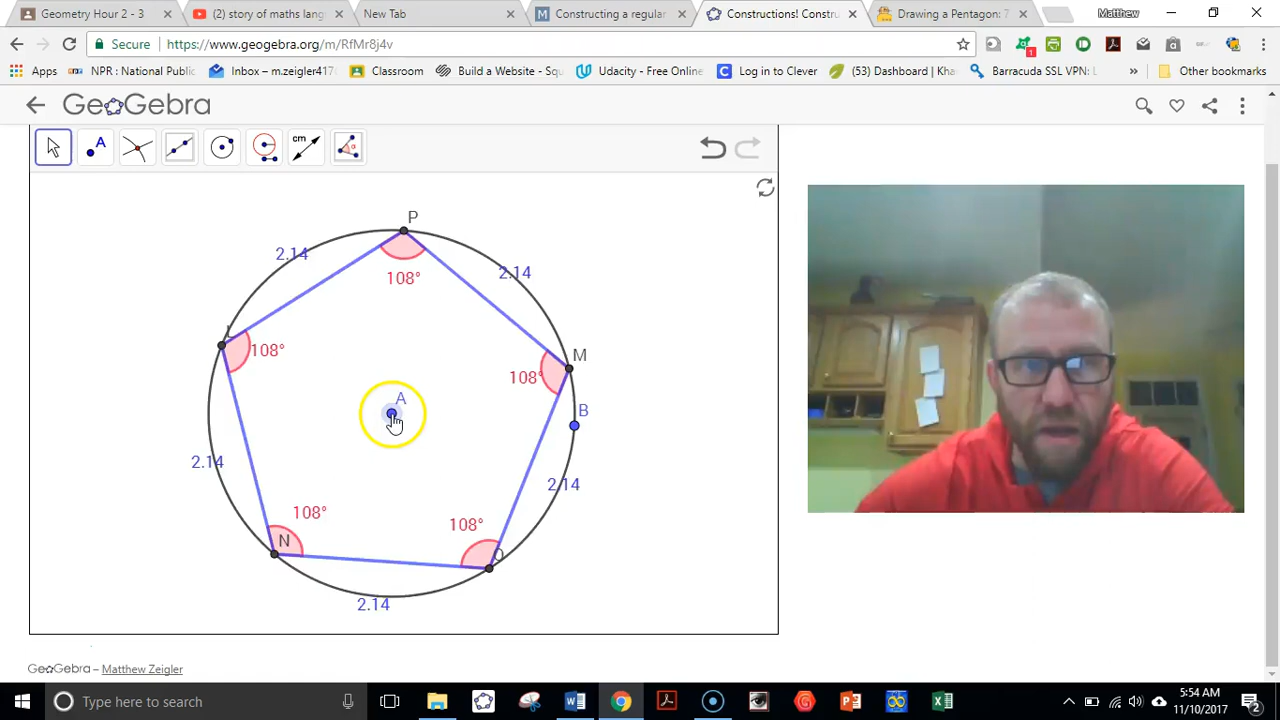 Geometry Hour 2 - 3
(2) story of maths lang
New Tab
Constructing a regular
Constructions! Constru
Drawing a Pentagon: 7
Matthew
Secure
https://www.geogebra.org/m/RfMr8j4v
Apps
NPR : National Public
Inbox – m.zeigler417
Classroom
Build a Website - Squ
Udacity - Free Online
Log in to Clever
(53) Dashboard | Kha
Barracuda SSL VPN: L
»
Other bookmarks
GeoGebra
A
cm
P
2.14
2.14
108°
L
108°
M
108°
A
B
2.14
2.14
108°
108°
N
2.14
GeoGebra – Matthew Zeigler
Type here to search
5:54 AM
11/10/2017
2